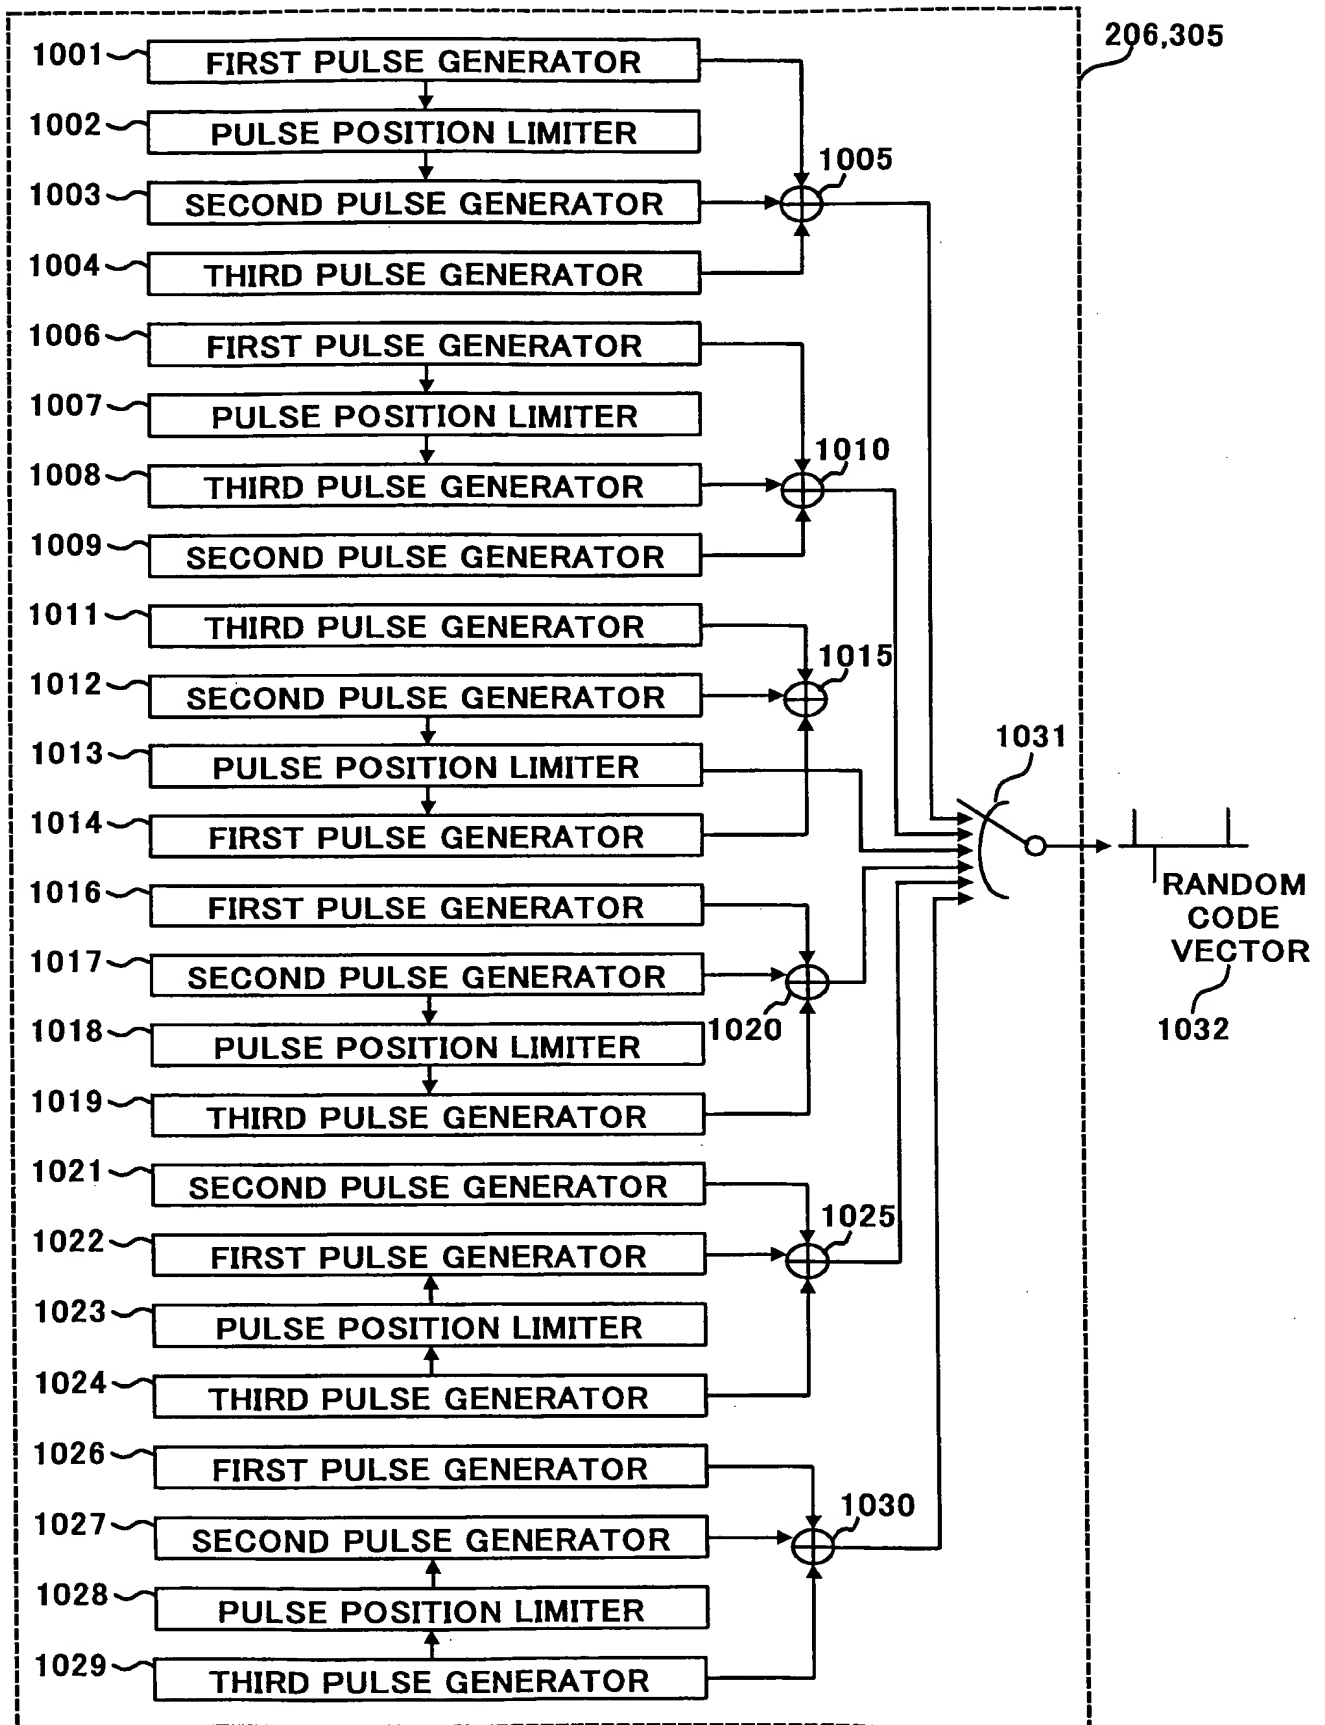 206,305
1001 FIRST PULSE GENERATOR
1002 PULSE POSITION LIMITER
1003 SECOND PULSE GENERATOR
1005
1004 THIRD PULSE GENERATOR
1006 FIRST PULSE GENERATOR
1007 PULSE POSITION LIMITER
1008 THIRD PULSE GENERATOR
1010
1009 SECOND PULSE GENERATOR
1011 THIRD PULSE GENERATOR
1012 SECOND PULSE GENERATOR
1015
1013 PULSE POSITION LIMITER
1014 FIRST PULSE GENERATOR
1016 FIRST PULSE GENERATOR
1017 SECOND PULSE GENERATOR
1020
1018 PULSE POSITION LIMITER
1019 THIRD PULSE GENERATOR
1021 SECOND PULSE GENERATOR
1022 FIRST PULSE GENERATOR
1025
1023 PULSE POSITION LIMITER
1024 THIRD PULSE GENERATOR
1026 FIRST PULSE GENERATOR
1027 SECOND PULSE GENERATOR
1030
1028 PULSE POSITION LIMITER
1029 THIRD PULSE GENERATOR
1031
RANDOM
CODE
VECTOR
1032